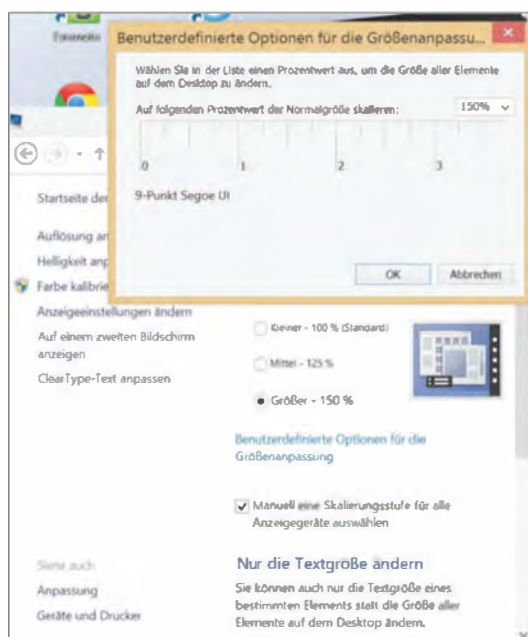 Benutzerdefinierte Optionen für die Größenanpassu...
Wählen Sie in der Liste einen Prozentwert aus, um die Größe aller Elemente
auf dem Desktop zu ändern.
Auf folgenden Prozentwert der Normalgröße skalieren: 150%
0 1 2 3
9-Punkt Segoe UI
OK Abbrechen
Startseite der
Auflösung an
Helligkeit anp
Farbe kalibrie
Anzeigeeinstellungen ändern
Auf einem zweiten Bildschirm
anzeigen
ClearType-Text anpassen
Kleiner - 100 % (Standard)
Mittel - 125 %
Größer - 150 %
Benutzerdefinierte Optionen für die
Größenanpassung
Manuell eine Skalierungsstufe für alle
Anzeigegeräte auswählen
Nur die Textgröße ändern
Sie können auch nur die Textgröße eines
bestimmten Elements statt die Größe aller
Elemente auf dem Desktop ändern.
Siehe auch
Anpassung
Geräte und Drucker